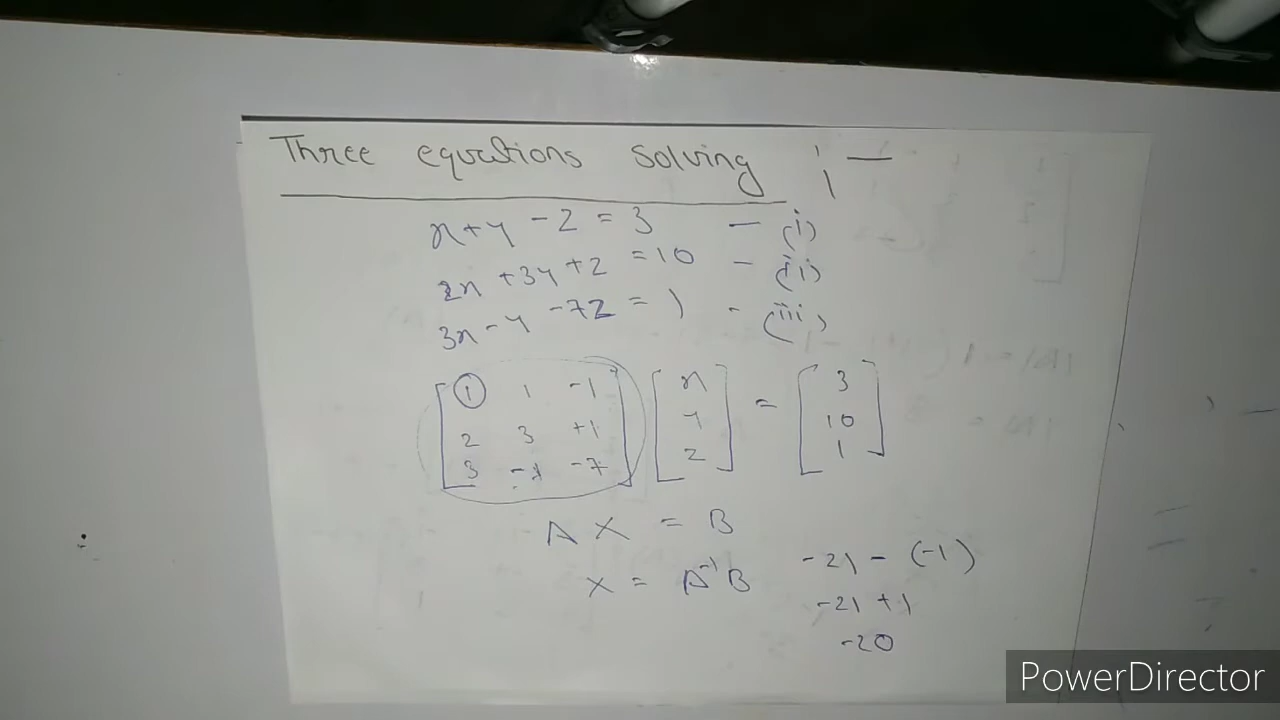 Three equations solving :-
x+y-z=3 - (i)
2x+3y+z=10 - (ii)
3x-y-7z=1 - (iii)
[1 1 -1] [x] = [3]
[2 3 +1] [y] [10]
[3 -1 -7] [z] [1]
A X = B
X = A⁻¹B
-21 - (-1)
-21 +1
-20
PowerDirector